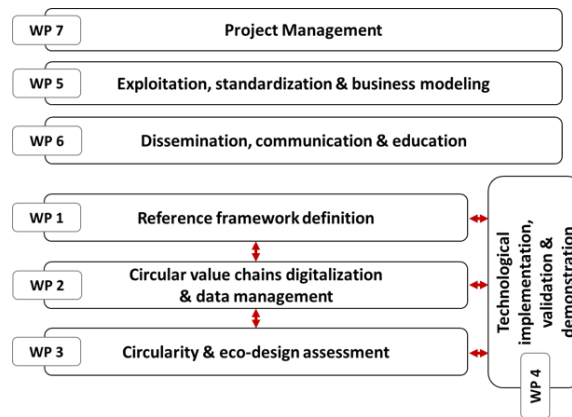 WP 7
Project Management
WP 5
Exploitation, standardization & business modeling
WP 6
Dissemination, communication & education
WP 1
Reference framework definition
WP 2
Circular value chains digitalization
& data management
WP 3
Circularity & eco-design assessment
Technological
implementation,
validation &
demonstration
WP 4